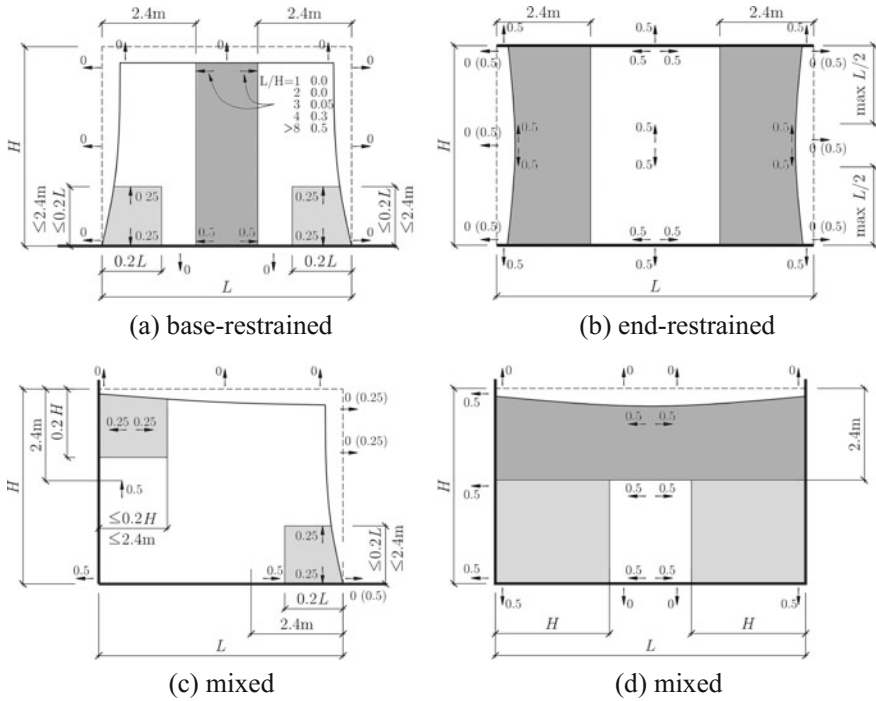 2.4m 2.4m
0 0 0
0 0
L/H=1 0.0
2 0.0
3 0.05
4 0.3
>8 0.5
H
0 0
≤2.4m ≤0.2L 0 25 0 25 ≤0.2L ≤2.4m
0 0.25 0.5 0.5 0.25 0
0.2L 0 0 0.2L
L
(a) base-restrained
2.4m 2.4m
0.5 0.5 0.5
0 (0.5) 0.5 0.5 0 (0.5)
max L/2
0.5 0.5 0.5
H 0 (0.5) 0 (0.5)
0.5 0.5 0.5
max L/2
0 (0.5) 0.5 0.5 0 (0.5)
0.5 0.5 0.5
L
(b) end-restrained
0 0 0
0 (0.25)
0.2H 0.25 0.25 0 (0.25)
2.4m
H
0.5
≤0.2H
≤2.4m
0.25 ≤0.2L ≤2.4m
0.5 0.5 0.25
0 (0.5)
0.2L
2.4m
L
(c) mixed
0 0 0 0
0.5
0.5 0.5
2.4m
H
0.5 0.5 0.5
0.5 0.5 0.5
0.5 0 0 0.5
H H
L
(d) mixed